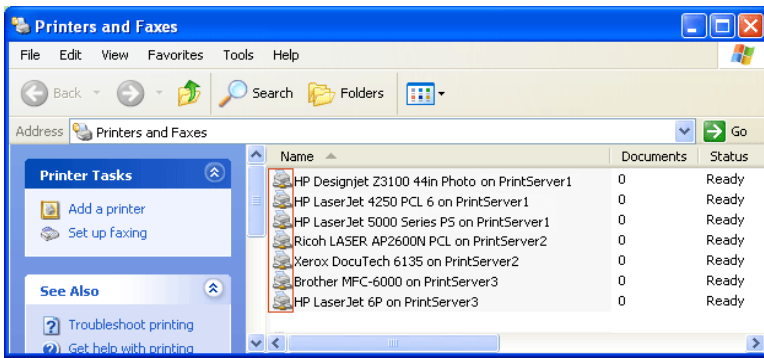 Printers and Faxes
File Edit View Favorites Tools Help
Back Search Folders
Address Printers and Faxes Go
Name Documents Status
Printer Tasks
Add a printer
Set up faxing
See Also
Troubleshoot printing
Get help with printing
HP Designjet Z3100 44in Photo on PrintServer1 0 Ready
HP LaserJet 4250 PCL 6 on PrintServer1 0 Ready
HP LaserJet 5000 Series PS on PrintServer1 0 Ready
Ricoh LASER AP2600N PCL on PrintServer2 0 Ready
Xerox DocuTech 6135 on PrintServer2 0 Ready
Brother MFC-6000 on PrintServer3 0 Ready
HP LaserJet 6P on PrintServer3 0 Ready